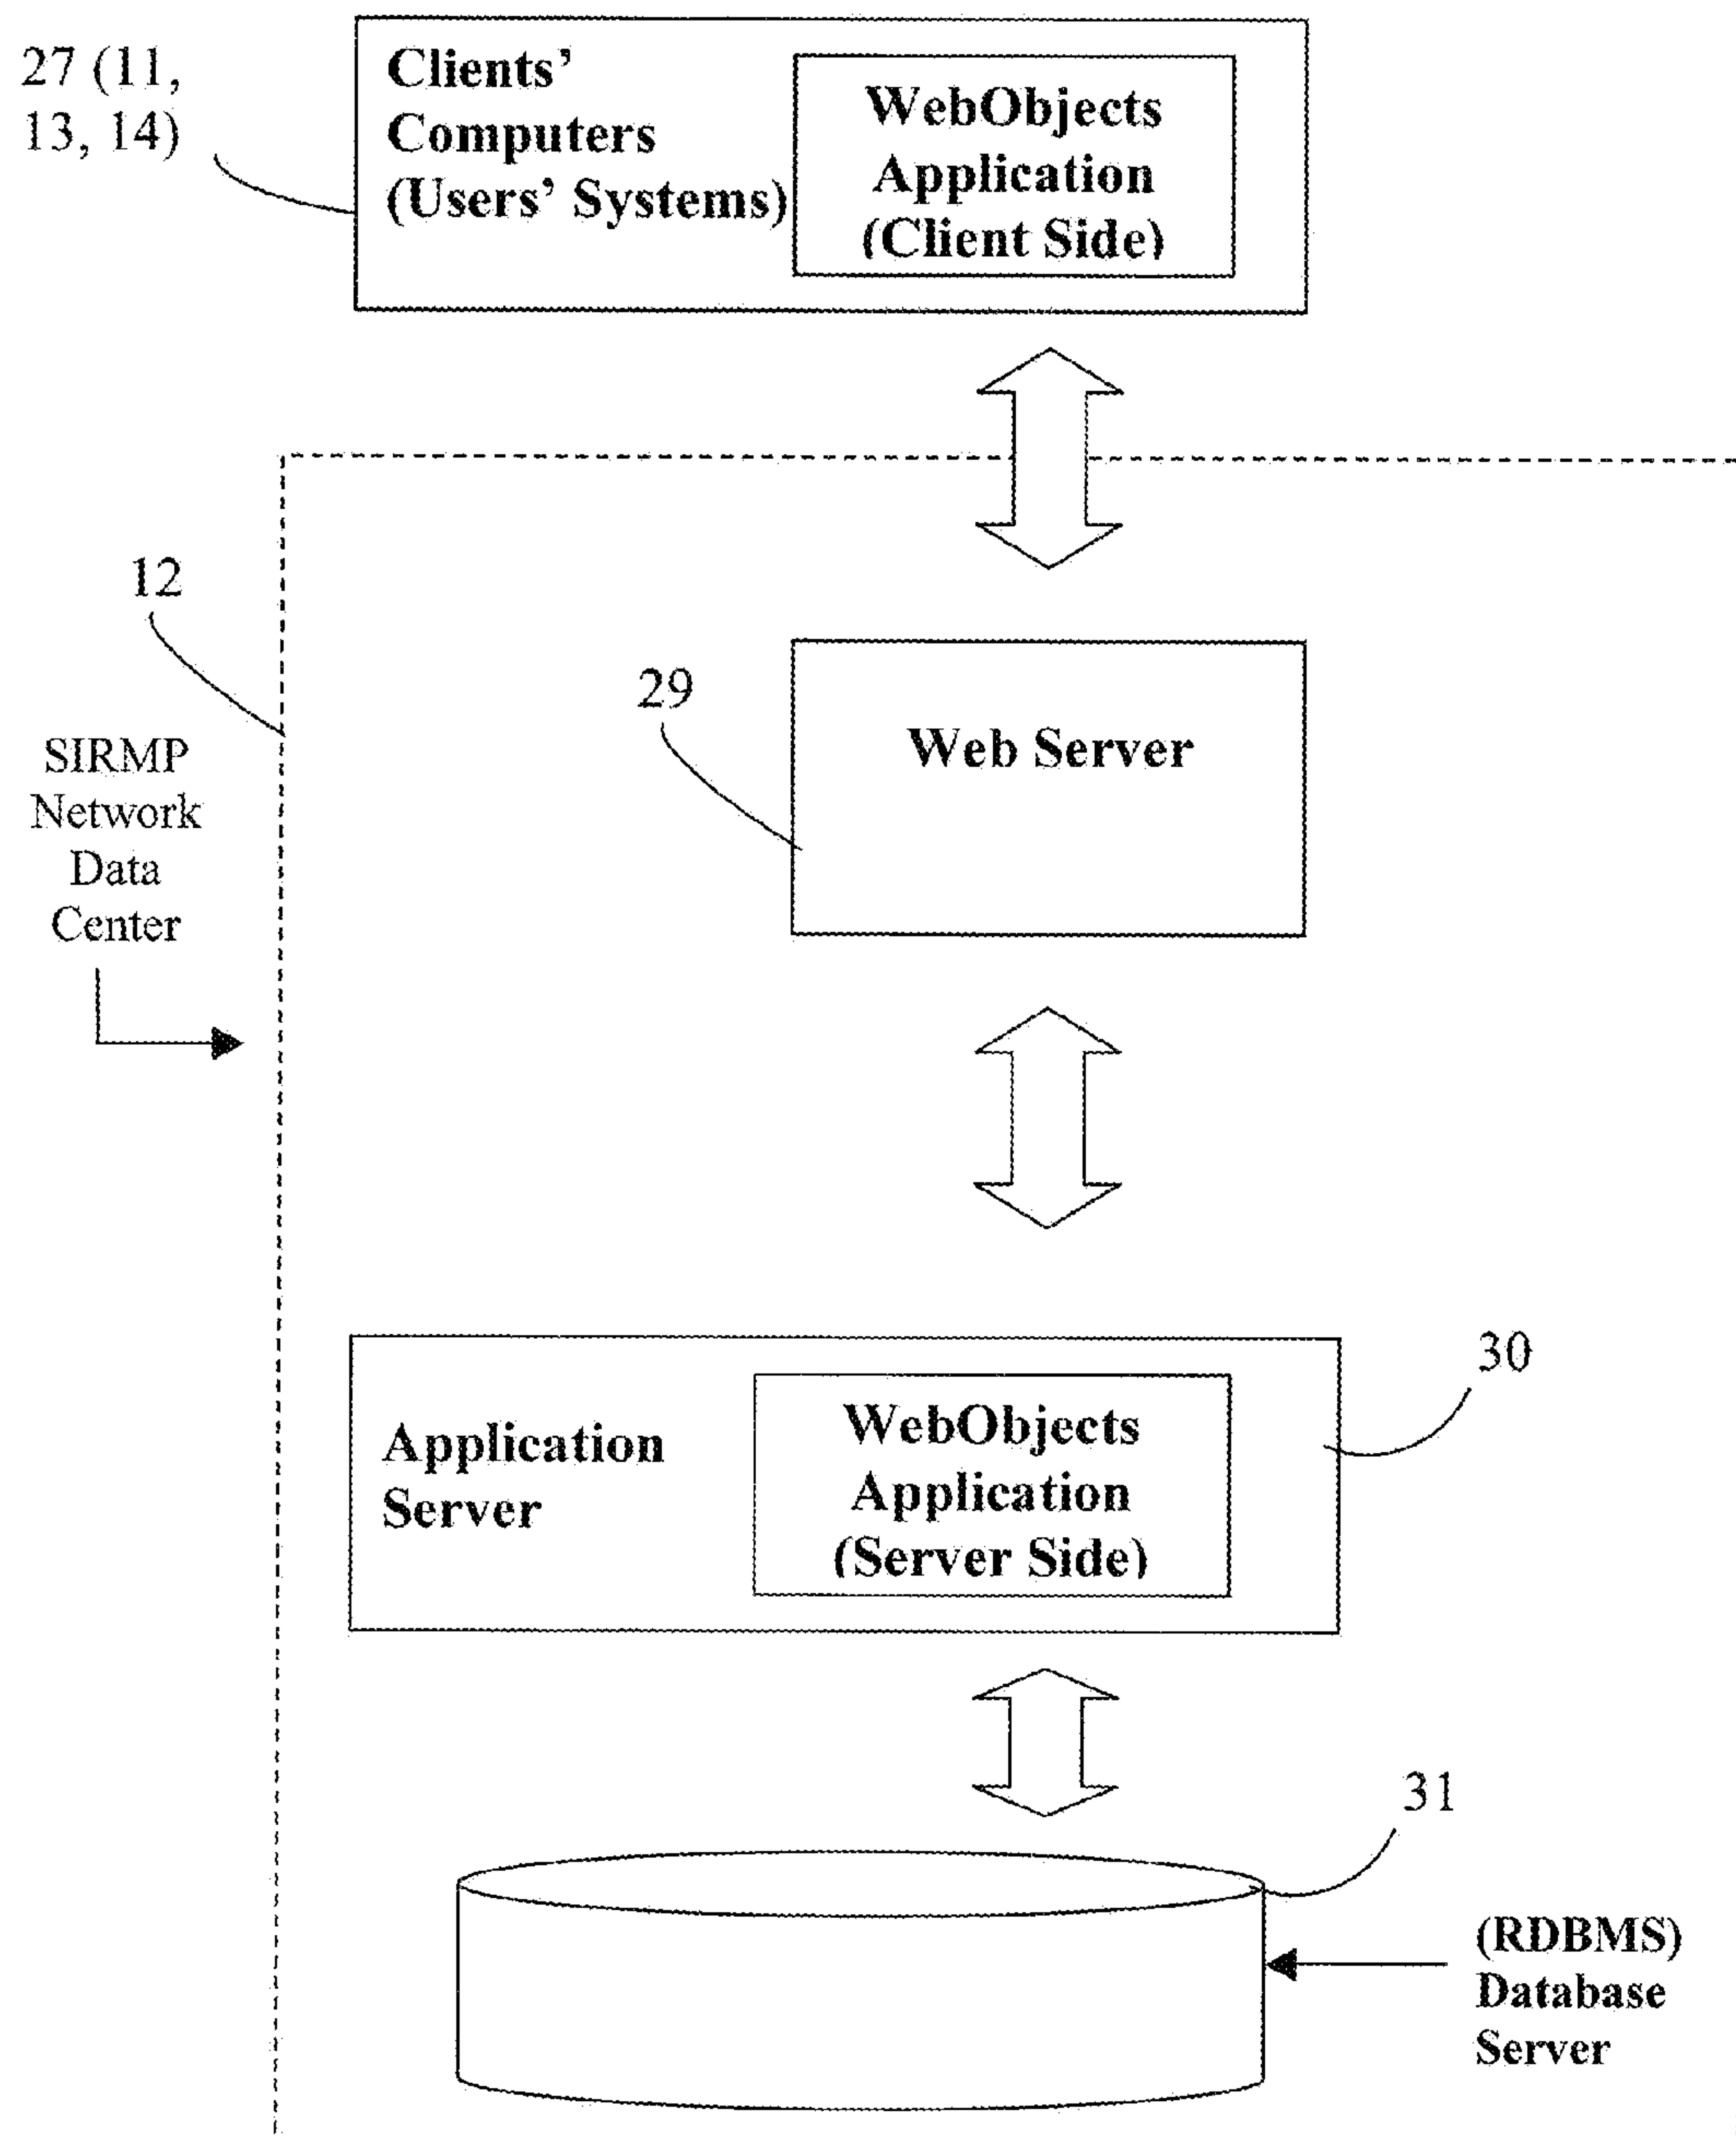 27 (11,
13, 14)
Clients’
Computers
(Users’ Systems)
WebObjects
Application
(Client Side)
12
SIRMP
Network
Data
Center
29
Web Server
30
Application
Server
WebObjects
Application
(Server Side)
31
(RDBMS)
Database
Server